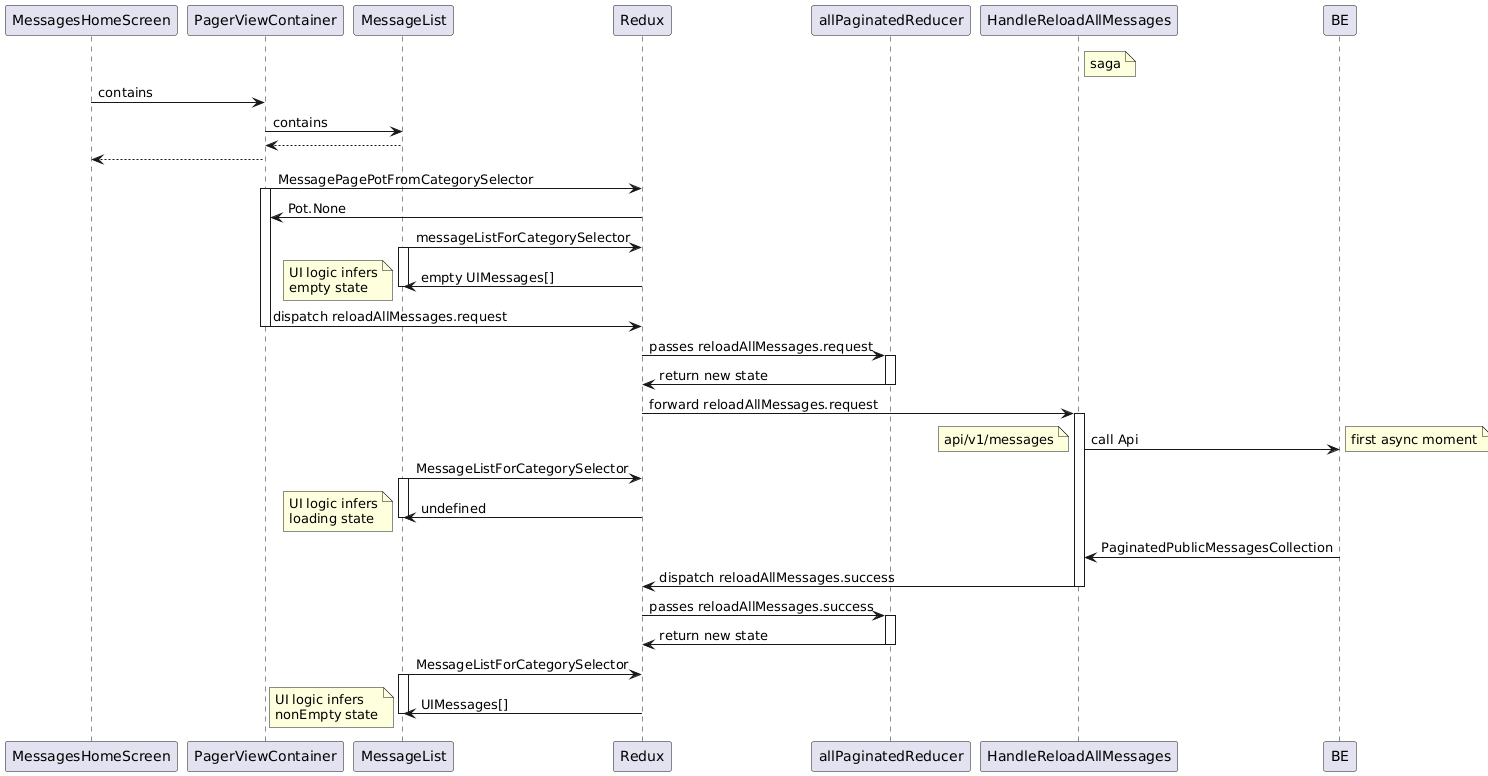 MessagesHomeScreen
PagerViewContainer
MessageList
Redux
allPaginatedReducer
HandleReloadAllMessages
BE
saga
contains
contains
MessagePagePotFromCategorySelector
Pot.None
messageListForCategorySelector
UI logic infers
empty state
empty UIMessages[]
dispatch reloadAllMessages.request
passes reloadAllMessages.request
return new state
forward reloadAllMessages.request
api/v1/messages
call Api
first async moment
MessageListForCategorySelector
UI logic infers
loading state
undefined
PaginatedPublicMessagesCollection
dispatch reloadAllMessages.success
passes reloadAllMessages.success
return new state
MessageListForCategorySelector
UI logic infers
nonEmpty state
UIMessages[]
MessagesHomeScreen
PagerViewContainer
MessageList
Redux
allPaginatedReducer
HandleReloadAllMessages
BE